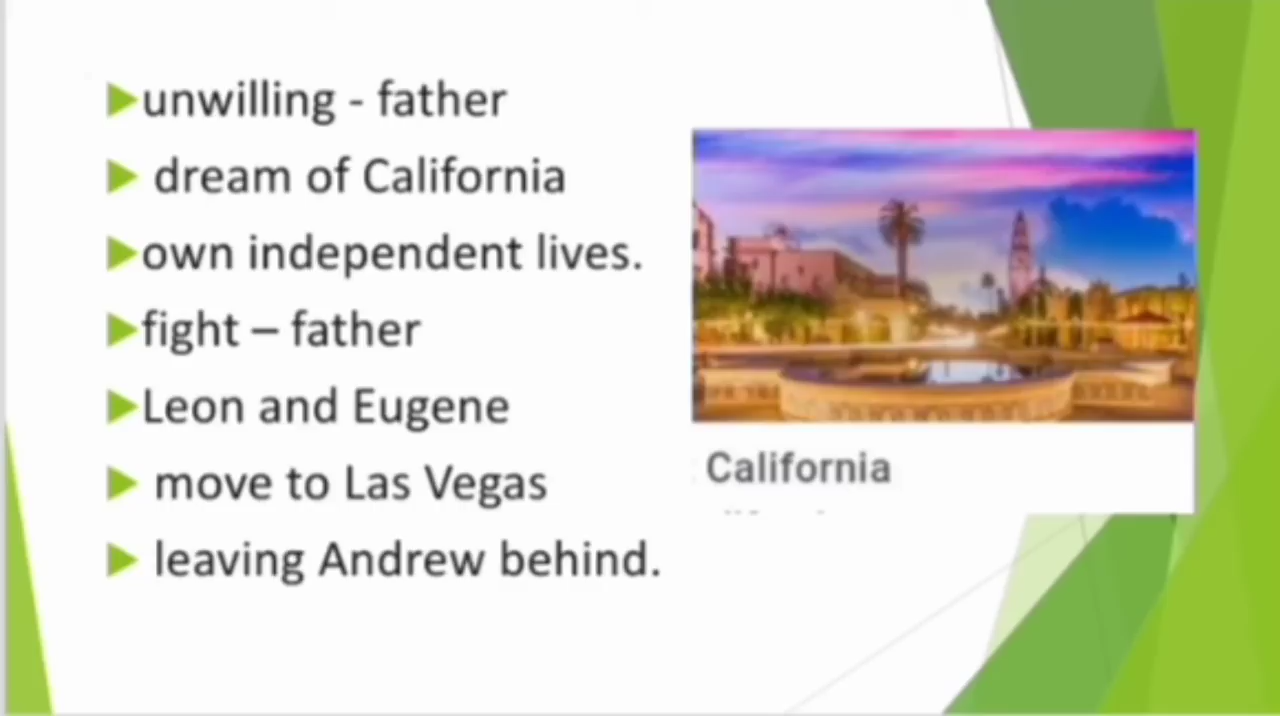 unwilling - father
dream of California
own independent lives.
fight – father
Leon and Eugene
move to Las Vegas
leaving Andrew behind.
California